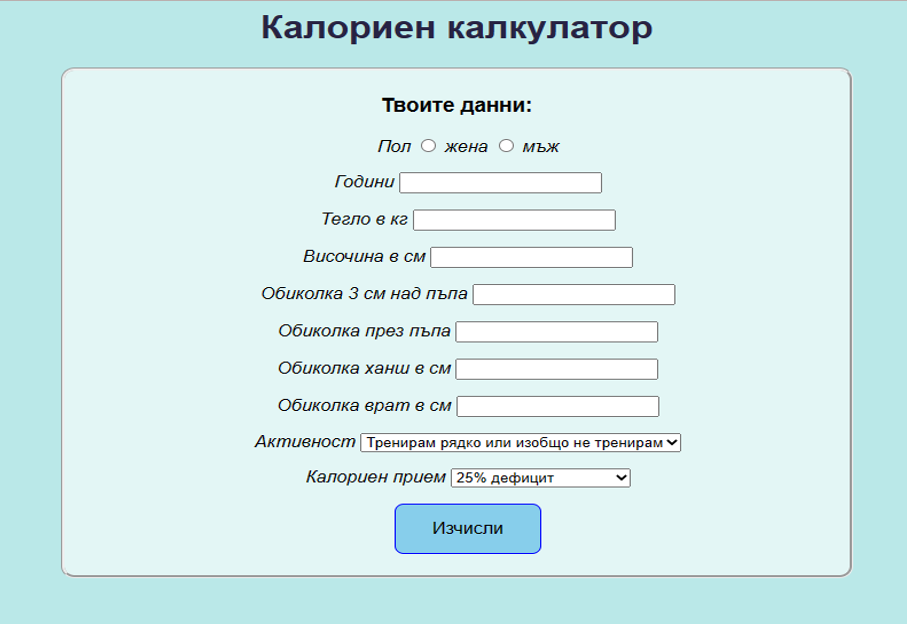 Калориен калкулатор
Твоите данни:
Пол жена мъж
Години
Тегло в кг
Височина в см
Обиколка 3 см над пъпа
Обиколка през пъпа
Обиколка ханш в см
Обиколка врат в см
Активност Тренирам рядко или изобщо не тренирам
Калориен прием 25% дефицит
Изчисли